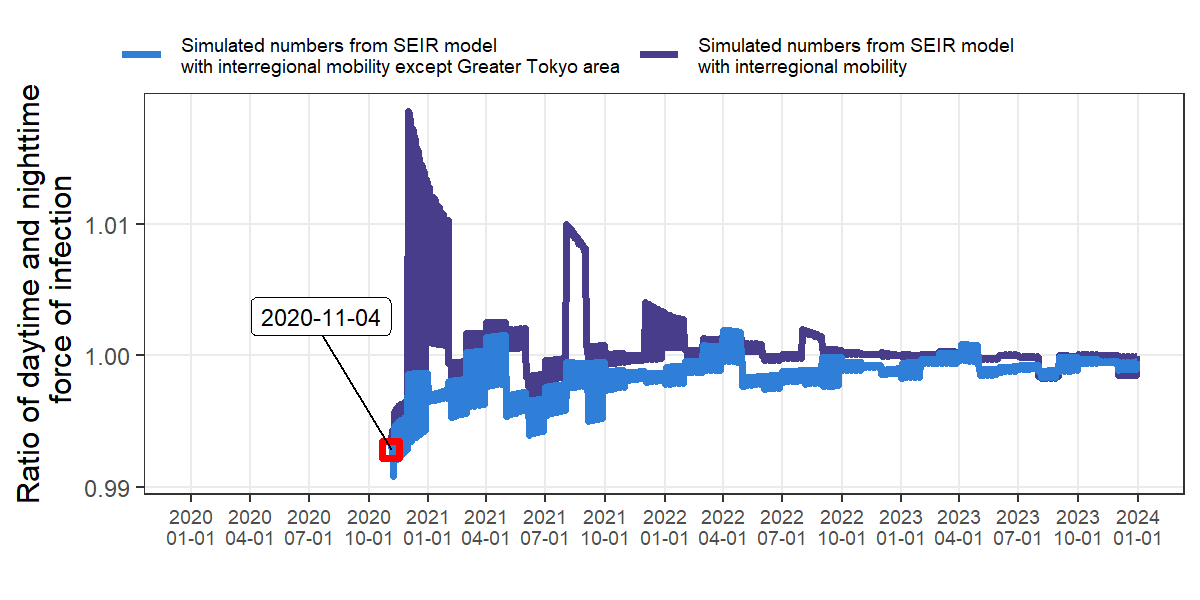 Simulated numbers from SEIR model
with interregional mobility except Greater Tokyo area
Simulated numbers from SEIR model
with interregional mobility
Ratio of daytime and nighttime
force of infection
1.01
1.00
0.99
2020-11-04
2020 2020 2020 2020 2021 2021 2021 2021 2022 2022 2022 2022 2023 2023 2023 2023 2024
01-01 04-01 07-01 10-01 01-01 04-01 07-01 10-01 01-01 04-01 07-01 10-01 01-01 04-01 07-01 10-01 01-01